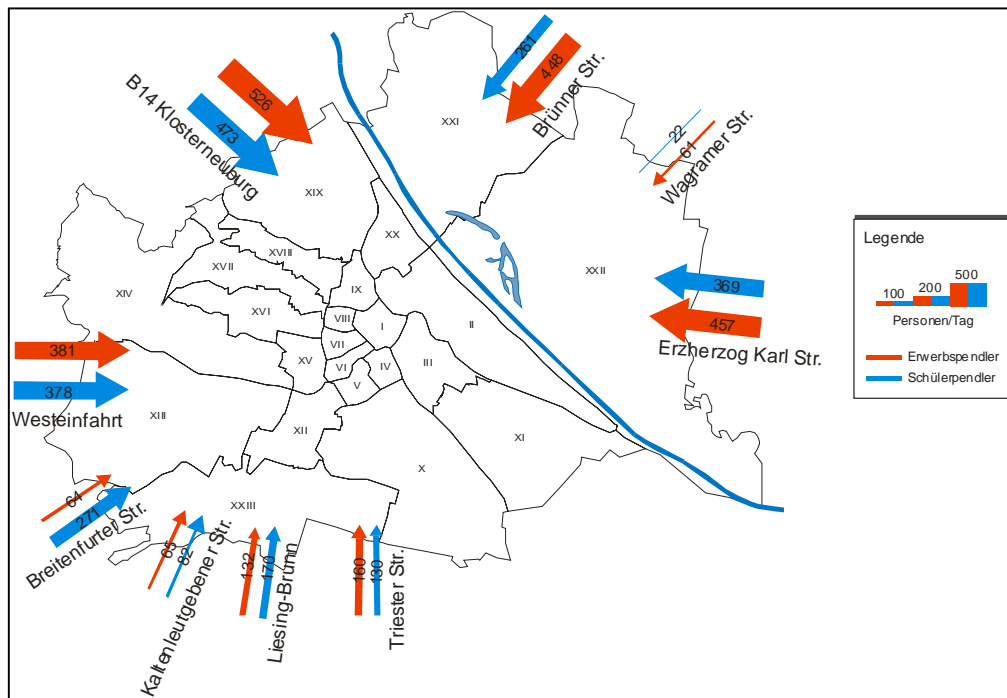 261
448
Brünner Str.
526
473
B14 Klosterneuburg
22
61
Wagramer Str.
XXI
XIX
XX
XVIII
XVII
XIV
XVI
IX
VIII
I
II
VII
XV
VI
IV
III
V
XII
XIII
XI
X
XXII
XXIII
369
457
Erzherzog Karl Str.
381
378
Westeinfahrt
64
271
Breitenfurter Str.
65
82
Kaltenleutgebener Str.
132
170
Liesing-Brunn
160
130
Triester Str.
Legende
100 200 500
Personen/Tag
Erwerbspendler
Schülerpendler